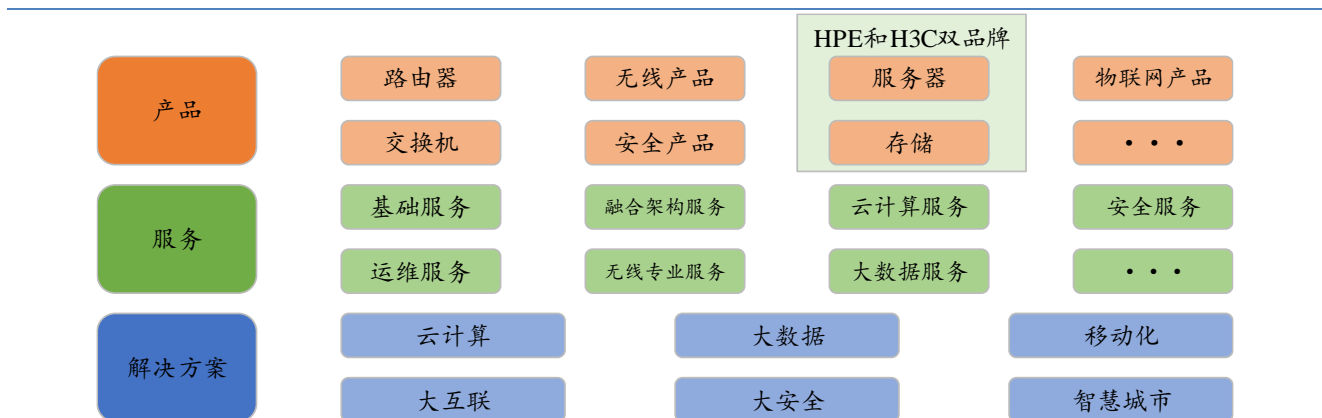 HPE和H3C双品牌
产品
路由器
无线产品
服务器
物联网产品
交换机
安全产品
存储
···
服务
基础服务
融合架构服务
云计算服务
安全服务
运维服务
无线专业服务
大数据服务
···
解决方案
云计算
大数据
移动化
大互联
大安全
智慧城市